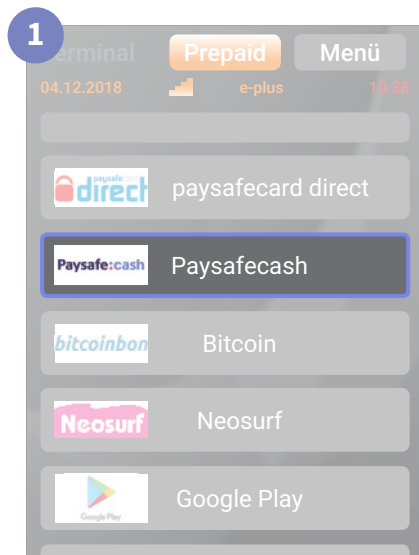 1
Terminal Prepaid Menü
04.12.2018 e-plus 10:38
paysafecard direct paysafecard direct
Paysafe:cash Paysafecash
bitcoinbon Bitcoin
Neosurf Neosurf
Google Play Google Play